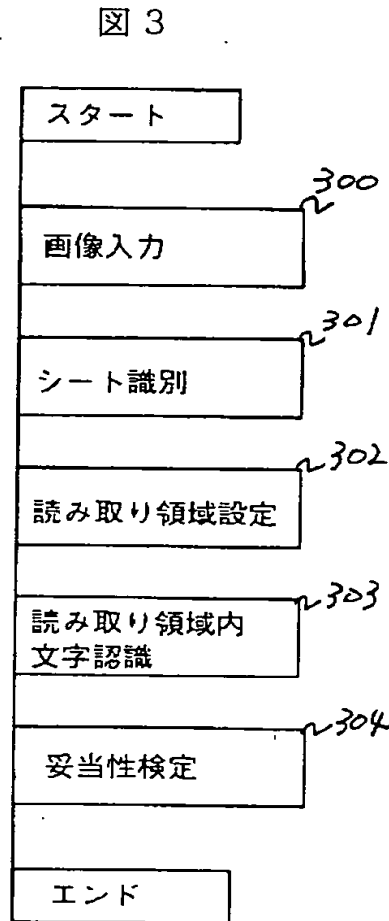 図3
スタート
300
画像入力
301
シート識別
302
読み取り領域設定
303
読み取り領域内
文字認識
304
妥当性検定
エンド